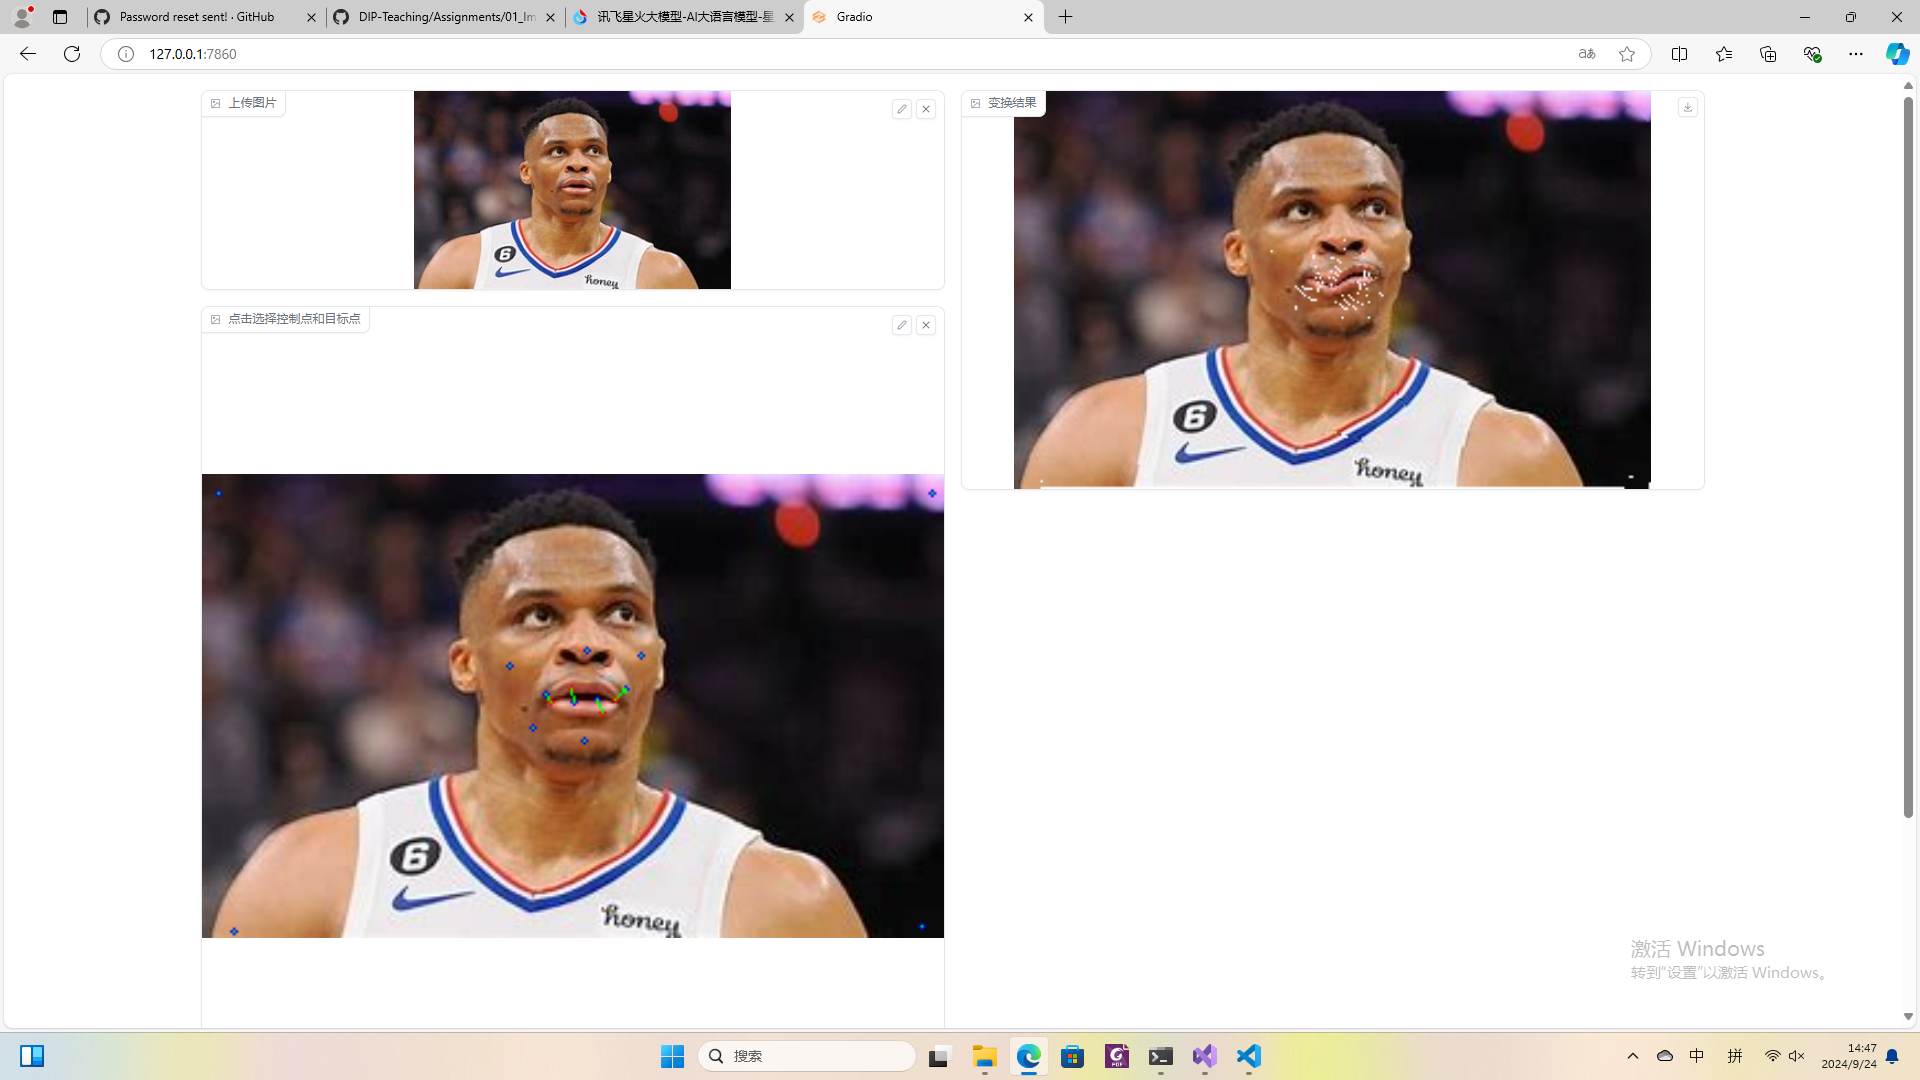 Password reset sent! · GitHub
DIP-Teaching/Assignments/01_Im
讯飞星火大模型-AI大语言模型-星
Gradio
127.0.0.1:7860
上传图片
6
honey
变换结果
6
honey
点击选择控制点和目标点
6
honey
激活 Windows
转到“设置”以激活 Windows。
搜索
中
拼
14:47
2024/9/24